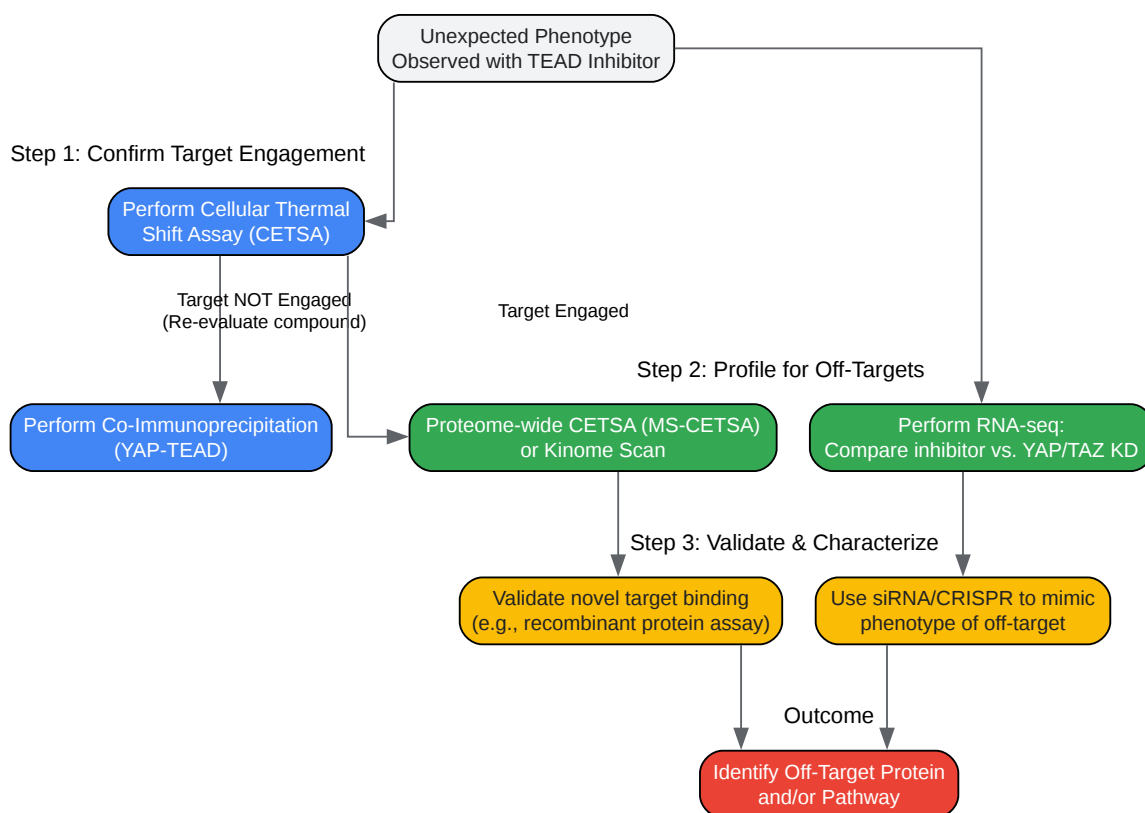 Unexpected Phenotype
Observed with TEAD Inhibitor
Step 1: Confirm Target Engagement
Perform Cellular Thermal
Shift Assay (CETSA)
Target NOT Engaged
(Re-evaluate compound)
Target Engaged
Step 2: Profile for Off-Targets
Perform Co-Immunoprecipitation
(YAP-TEAD)
Proteome-wide CETSA (MS-CETSA)
or Kinome Scan
Perform RNA-seq:
Compare inhibitor vs. YAP/TAZ KD
Step 3: Validate & Characterize
Validate novel target binding
(e.g., recombinant protein assay)
Use siRNA/CRISPR to mimic
phenotype of off-target
Outcome
Identify Off-Target Protein
and/or Pathway